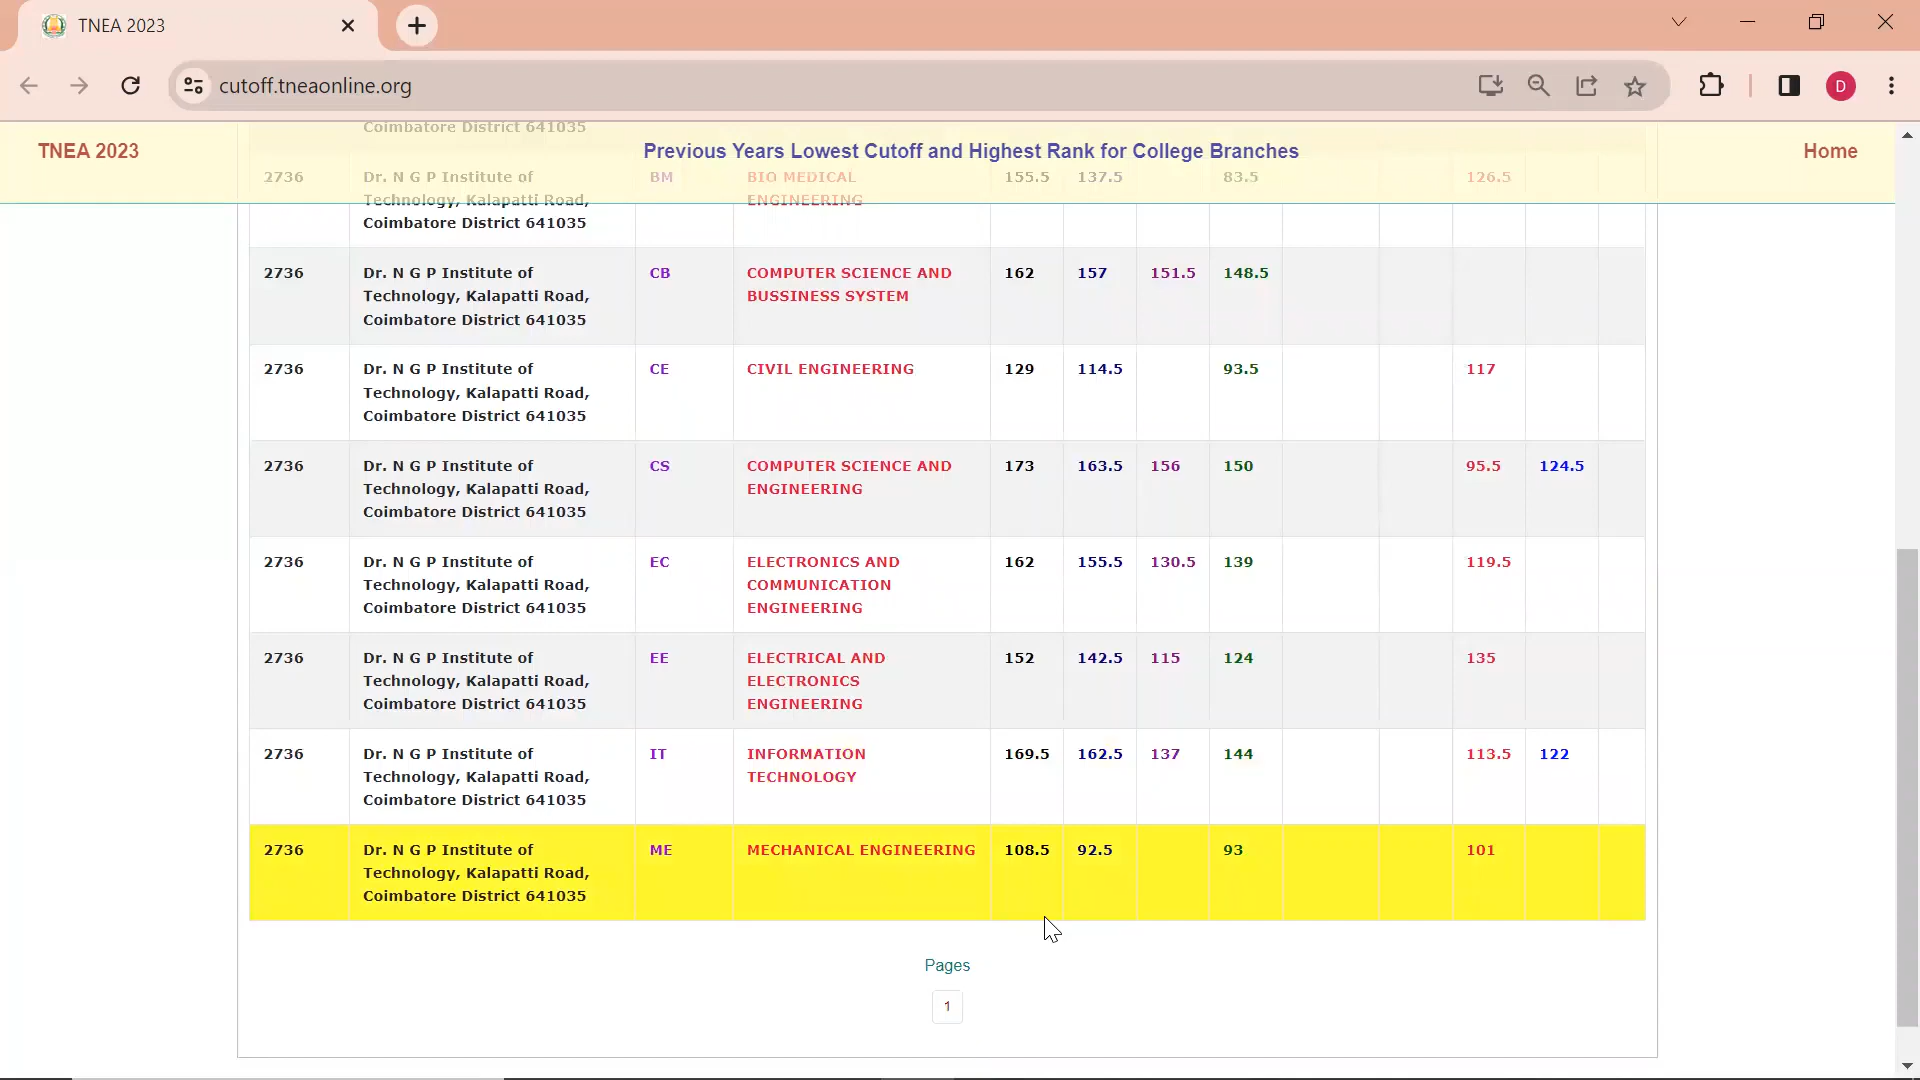 TNEA 2023
cutoff.tneaonline.org
D
Coimbatore District 641035
TNEA 2023
Previous Years Lowest Cutoff and Highest Rank for College Branches
Home
2736 Dr. N G P Institute of BM BIO MEDICAL 155.5 137.5 83.5 126.5
Technology, Kalapatti Road, ENGINEERING
Coimbatore District 641035
2736 Dr. N G P Institute of CB COMPUTER SCIENCE AND 162 157 151.5 148.5
Technology, Kalapatti Road, BUSSINESS SYSTEM
Coimbatore District 641035
2736 Dr. N G P Institute of CE CIVIL ENGINEERING 129 114.5 93.5 117
Technology, Kalapatti Road,
Coimbatore District 641035
2736 Dr. N G P Institute of CS COMPUTER SCIENCE AND 173 163.5 156 150 95.5 124.5
Technology, Kalapatti Road, ENGINEERING
Coimbatore District 641035
2736 Dr. N G P Institute of EC ELECTRONICS AND 162 155.5 130.5 139 119.5
Technology, Kalapatti Road, COMMUNICATION
Coimbatore District 641035 ENGINEERING
2736 Dr. N G P Institute of EE ELECTRICAL AND 152 142.5 115 124 135
Technology, Kalapatti Road, ELECTRONICS
Coimbatore District 641035 ENGINEERING
2736 Dr. N G P Institute of IT INFORMATION 169.5 162.5 137 144 113.5 122
Technology, Kalapatti Road, TECHNOLOGY
Coimbatore District 641035
2736 Dr. N G P Institute of ME MECHANICAL ENGINEERING 108.5 92.5 93 101
Technology, Kalapatti Road,
Coimbatore District 641035
Pages
1